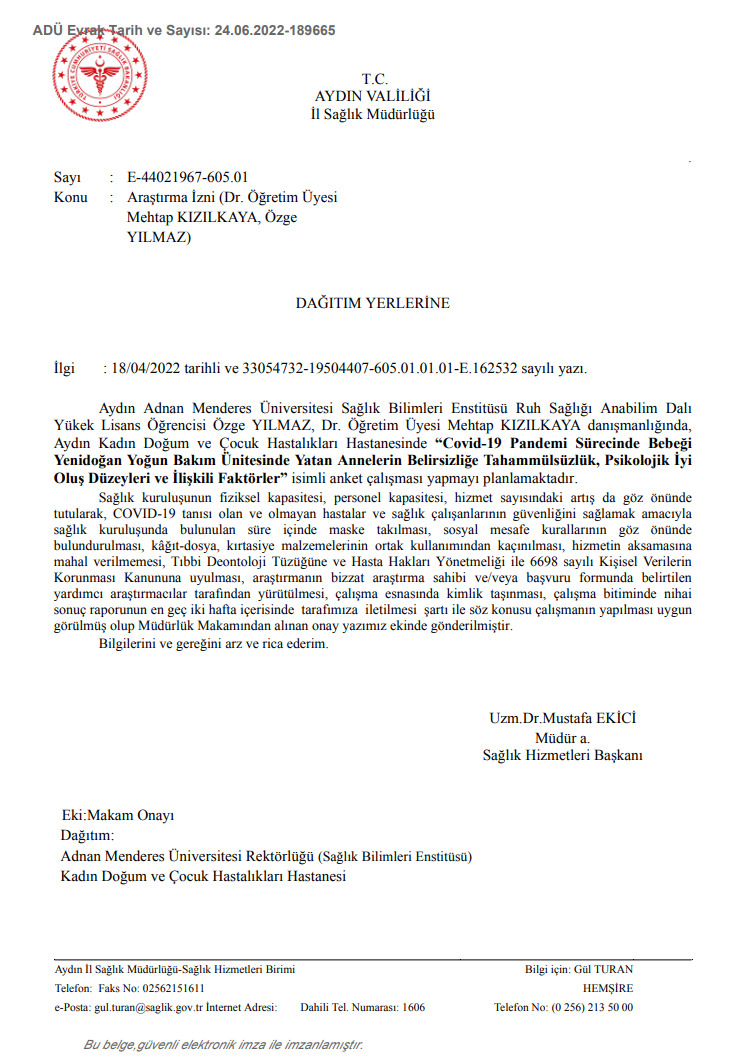 ADÜ Evrak Tarih ve Sayısı: 24.06.2022-189665
T.C.
AYDIN VALİLİĞİ
İl Sağlık Müdürlüğü
Sayı : E-44021967-605.01
Konu : Araştırma İzni (Dr. Öğretim Üyesi
Mehtap KIZILKAYA, Özge
YILMAZ)
DAĞITIM YERLERİNE
İlgi : 18/04/2022 tarihli ve 33054732-19504407-605.01.01.01-E.162532 sayılı yazı.
Aydın Adnan Menderes Üniversitesi Sağlık Bilimleri Enstitüsü Ruh Sağlığı Anabilim Dalı
Yükek Lisans Öğrencisi Özge YILMAZ, Dr. Öğretim Üyesi Mehtap KIZILKAYA danışmanlığında,
Aydın Kadın Doğum ve Çocuk Hastalıkları Hastanesinde “Covid-19 Pandemi Sürecinde Bebeği
Yenidoğan Yoğun Bakım Ünitesinde Yatan Annelerin Belirsizliğe Tahammülsüzlük, Psikolojik İyi
Oluş Düzeyleri ve İlişkili Faktörler” isimli anket çalışması yapmayı planlamaktadır.
Sağlık kuruluşunun fiziksel kapasitesi, personel kapasitesi, hizmet sayısındaki artış da göz önünde
tutularak, COVID-19 tanısı olan ve olmayan hastalar ve sağlık çalışanlarının güvenliğini sağlamak amacıyla
sağlık kuruluşunda bulunulan süre içinde maske takılması, sosyal mesafe kurallarının göz önünde
bulundurulması, kâğıt-dosya, kırtasiye malzemelerinin ortak kullanımından kaçınılması, hizmetin aksamasına
mahal verilmemesi, Tıbbi Deontoloji Tüzüğüne ve Hasta Hakları Yönetmeliği ile 6698 sayılı Kişisel Verilerin
Korunması Kanununa uyulması, araştırmanın bizzat araştırma sahibi ve/veya başvuru formunda belirtilen
yardımcı araştırmacılar tarafından yürütülmesi, çalışma esnasında kimlik taşınması, çalışma bitiminde nihai
sonuç raporunun en geç iki hafta içerisinde tarafımıza iletilmesi şartı ile söz konusu çalışmanın yapılması uygun
görülmüş olup Müdürlük Makamından alınan onay yazımız ekinde gönderilmiştir.
Bilgilerini ve gereğini arz ve rica ederim.
Uzm.Dr.Mustafa EKİCİ
Müdür a.
Sağlık Hizmetleri Başkanı
Eki:Makam Onayı
Dağıtım:
Adnan Menderes Üniversitesi Rektörlüğü (Sağlık Bilimleri Enstitüsü)
Kadın Doğum ve Çocuk Hastalıkları Hastanesi
Aydın İl Sağlık Müdürlüğü-Sağlık Hizmetleri Birimi Bilgi için: Gül TURAN
Telefon: Faks No: 02562151611 HEMŞİRE
e-Posta: gul.turan@saglik.gov.tr İnternet Adresi: Dahili Tel. Numarası: 1606 Telefon No: (0 256) 213 50 00
Bu belge,güvenli elektronik imza ile imzanlamıştır.